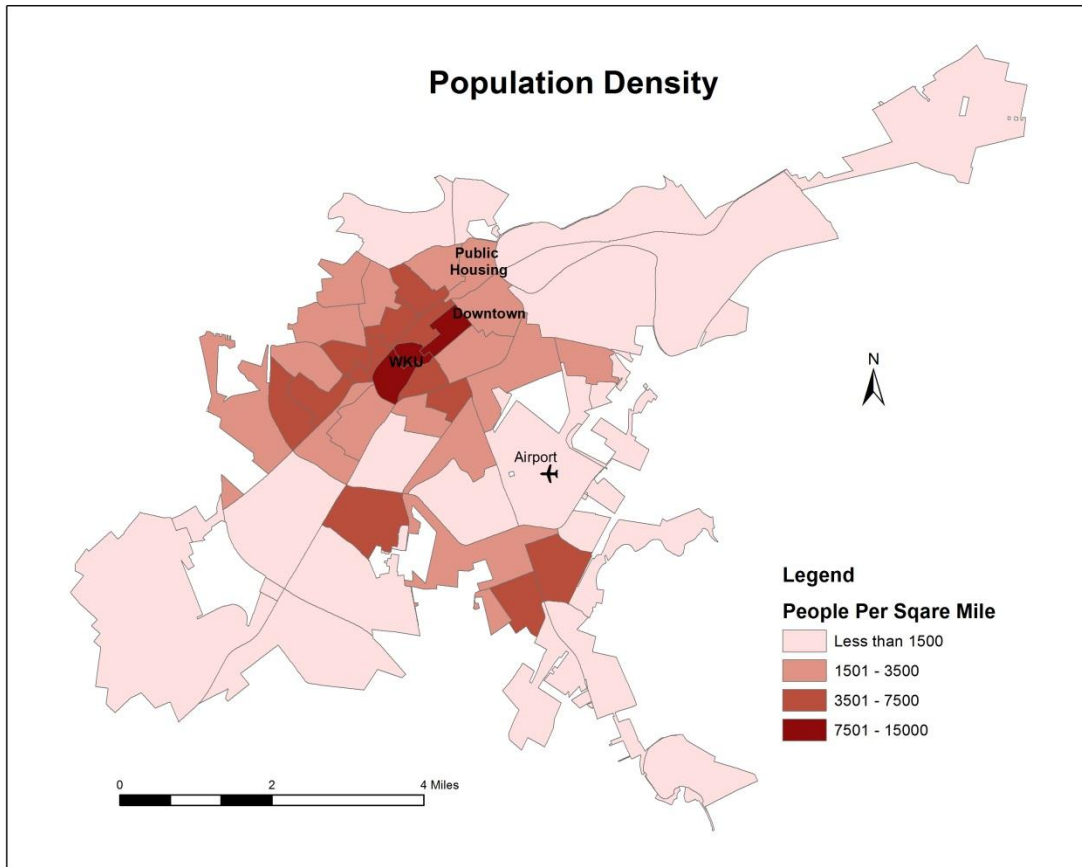 Population Density
Public
Housing
Downtown
WKU
N
Airport
Legend
People Per Sqare Mile
Less than 1500
1501 - 3500
3501 - 7500
7501 - 15000
0 2 4 Miles